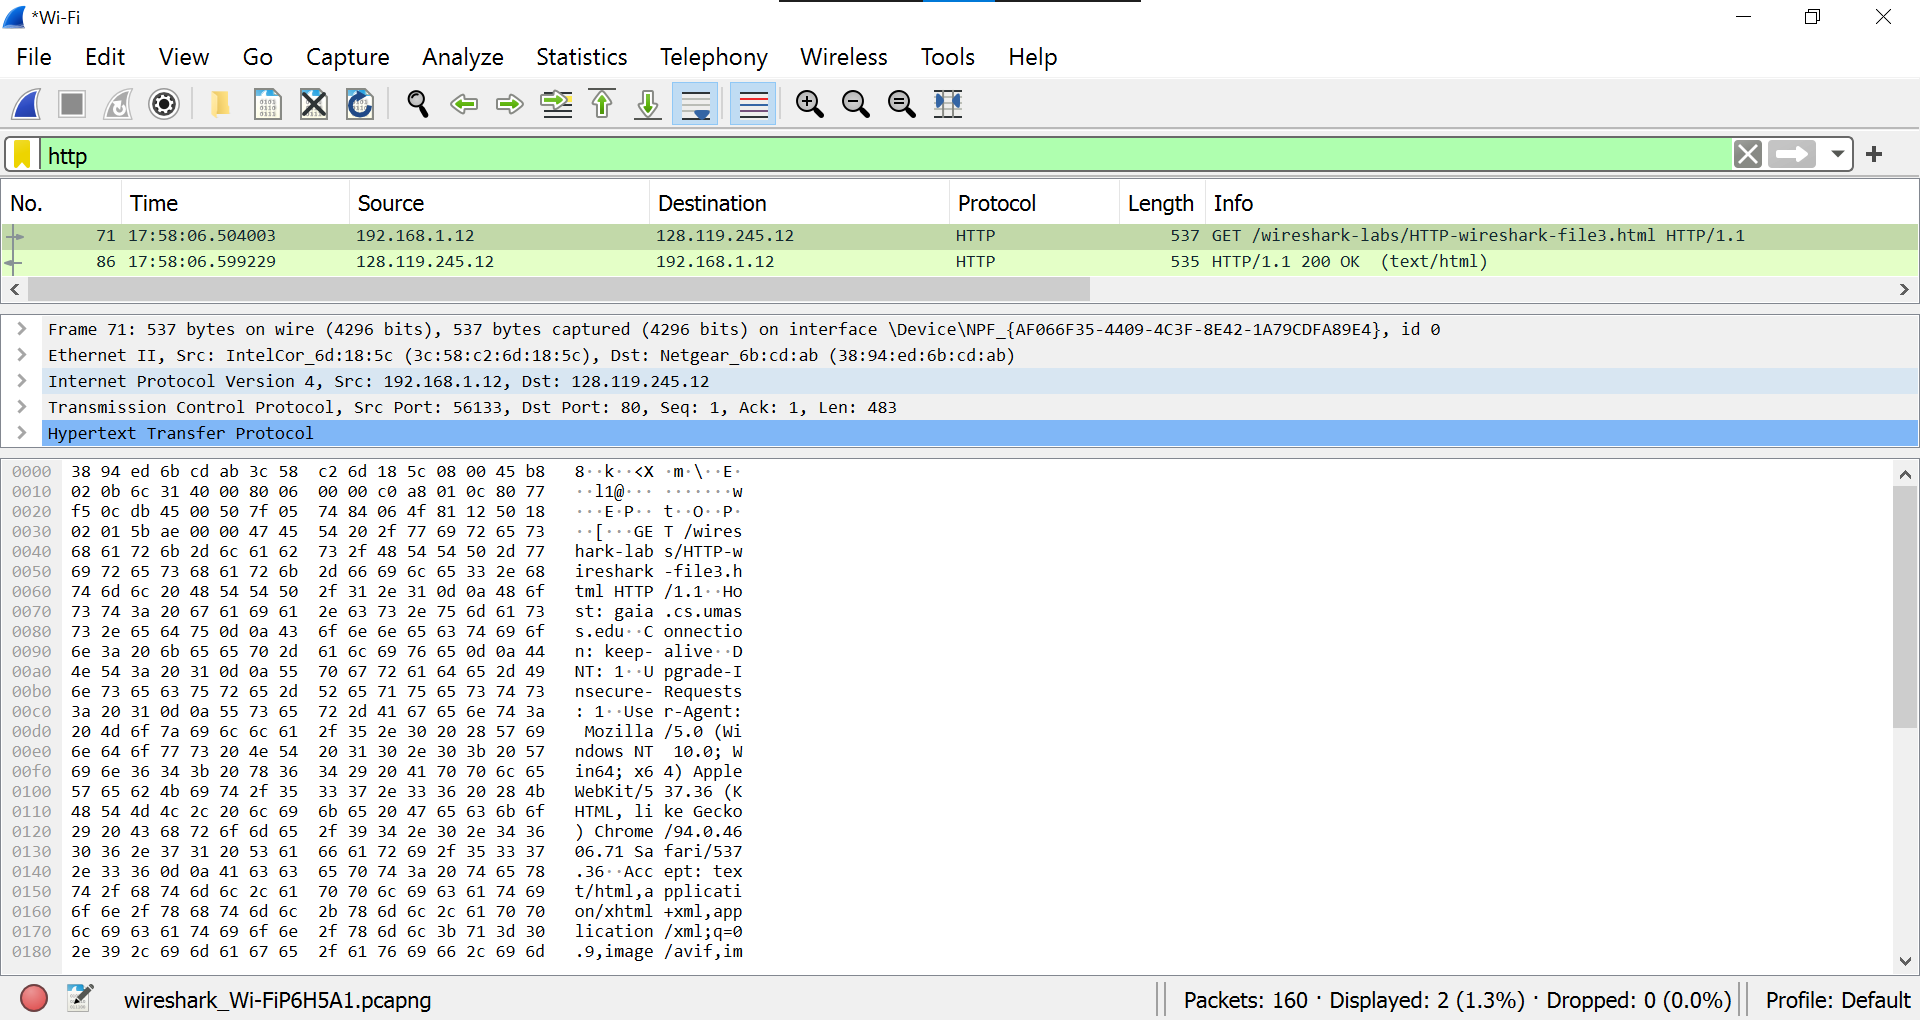 *Wi-Fi
File Edit View Go Capture Analyze Statistics Telephony Wireless Tools Help
http
No. Time Source Destination Protocol Length Info
71 17:58:06.504003 192.168.1.12 128.119.245.12 HTTP 537 GET /wireshark-labs/HTTP-wireshark-file3.html HTTP/1.1
86 17:58:06.599229 128.119.245.12 192.168.1.12 HTTP 535 HTTP/1.1 200 OK (text/html)
Frame 71: 537 bytes on wire (4296 bits), 537 bytes captured (4296 bits) on interface \Device\NPF_{AF066F35-4409-4C3F-8E42-1A79CDFA89E4}, id 0
Ethernet II, Src: IntelCor_6d:18:5c (3c:58:c2:6d:18:5c), Dst: Netgear_6b:cd:ab (38:94:ed:6b:cd:ab)
Internet Protocol Version 4, Src: 192.168.1.12, Dst: 128.119.245.12
Transmission Control Protocol, Src Port: 56133, Dst Port: 80, Seq: 1, Ack: 1, Len: 483
Hypertext Transfer Protocol
0000 38 94 ed 6b cd ab 3c 58 c2 6d 18 5c 08 00 45 b8 8··k··<X ·m·\··E·
0010 02 0b 6c 31 40 00 80 06 00 00 c0 a8 01 0c 80 77 ··l1@··· ·······w
0020 f5 0c db 45 00 50 7f 05 74 84 06 4f 81 12 50 18 ···E·P·· t··O··P·
0030 02 01 5b ae 00 00 47 45 54 20 2f 77 69 72 65 73 ··[···GE T /wires
0040 68 61 72 6b 2d 6c 61 62 73 2f 48 54 54 50 2d 77 hark-lab s/HTTP-w
0050 69 72 65 73 68 61 72 6b 2d 66 69 6c 65 33 2e 68 ireshark -file3.h
0060 74 6d 6c 20 48 54 54 50 2f 31 2e 31 0d 0a 48 6f tml HTTP /1.1··Ho
0070 73 74 3a 20 67 61 69 61 2e 63 73 2e 75 6d 61 73 st: gaia .cs.umas
0080 73 2e 65 64 75 0d 0a 43 6f 6e 6e 65 63 74 69 6f s.edu··C onnectio
0090 6e 3a 20 6b 65 65 70 2d 61 6c 69 76 65 0d 0a 44 n: keep- alive··D
00a0 4e 54 3a 20 31 0d 0a 55 70 67 72 61 64 65 2d 49 NT: 1··U pgrade-I
00b0 6e 73 65 63 75 72 65 2d 52 65 71 75 65 73 74 73 nsecure- Requests
00c0 3a 20 31 0d 0a 55 73 65 72 2d 41 67 65 6e 74 3a : 1··Use r-Agent:
00d0 20 4d 6f 7a 69 6c 6c 61 2f 35 2e 30 20 28 57 69 Mozilla /5.0 (Wi
00e0 6e 64 6f 77 73 20 4e 54 20 31 30 2e 30 3b 20 57 ndows NT 10.0; W
00f0 69 6e 36 34 3b 20 78 36 34 29 20 41 70 70 6c 65 in64; x6 4) Apple
0100 57 65 62 4b 69 74 2f 35 33 37 2e 33 36 20 28 4b WebKit/5 37.36 (K
0110 48 54 4d 4c 2c 20 6c 69 6b 65 20 47 65 63 6b 6f HTML, li ke Gecko
0120 29 20 43 68 72 6f 6d 65 2f 39 34 2e 30 2e 34 36 ) Chrome /94.0.46
0130 30 36 2e 37 31 20 53 61 66 61 72 69 2f 35 33 37 06.71 Sa fari/537
0140 2e 33 36 0d 0a 41 63 63 65 70 74 3a 20 74 65 78 .36··Acc ept: tex
0150 74 2f 68 74 6d 6c 2c 61 70 70 6c 69 63 61 74 69 t/html,a pplicati
0160 6f 6e 2f 78 68 74 6d 6c 2b 78 6d 6c 2c 61 70 70 on/xhtml +xml,app
0170 6c 69 63 61 74 69 6f 6e 2f 78 6d 6c 3b 71 3d 30 lication /xml;q=0
0180 2e 39 2c 69 6d 61 67 65 2f 61 76 69 66 2c 69 6d .9,image /avif,im
wireshark_Wi-FiP6H5A1.pcapng Packets: 160 · Displayed: 2 (1.3%) · Dropped: 0 (0.0%) Profile: Default